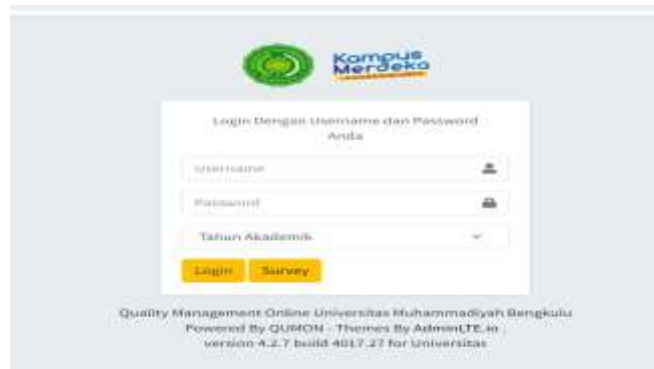 Kampus
Merdeka
Login Dengan Username dan Password
Anda
Username
Password
Tahun Akademik
Login
Survey
Quality Management Online Universitas Muhammadiyah Bengkulu
Powered By QUMON - Themes By AdminLTE.io
version 4.2.7 build 4017.27 for Universitas